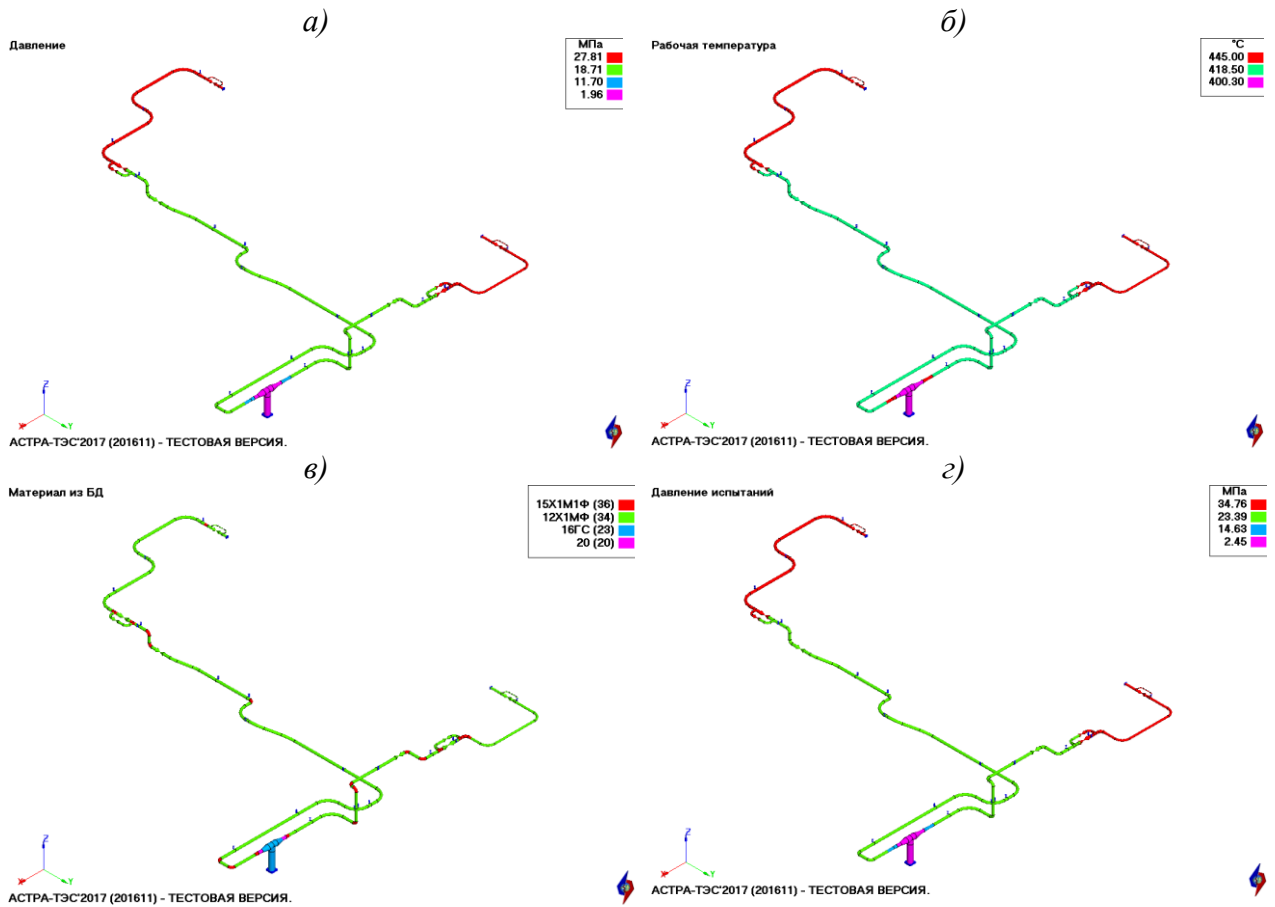 а)
Давление
МПа
27.81
18.71
11.70
1.96
Z
X
Y
АСТРА-ТЭС'2017 (201611) - ТЕСТОВАЯ ВЕРСИЯ.
б)
Рабочая температура
°C
445.00
418.50
400.30
Z
X
Y
АСТРА-ТЭС'2017 (201611) - ТЕСТОВАЯ ВЕРСИЯ.
в)
Материал из БД
15Х1М1Ф (36)
12Х1МФ (34)
16ГС (23)
20 (20)
Z
X
Y
АСТРА-ТЭС'2017 (201611) - ТЕСТОВАЯ ВЕРСИЯ.
г)
Давление испытаний
МПа
34.76
23.39
14.63
2.45
Z
X
Y
АСТРА-ТЭС'2017 (201611) - ТЕСТОВАЯ ВЕРСИЯ.